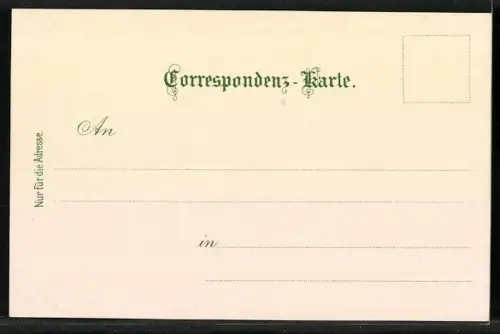 Correspondenz-Karte.
An
Nur für die Adresse.
in